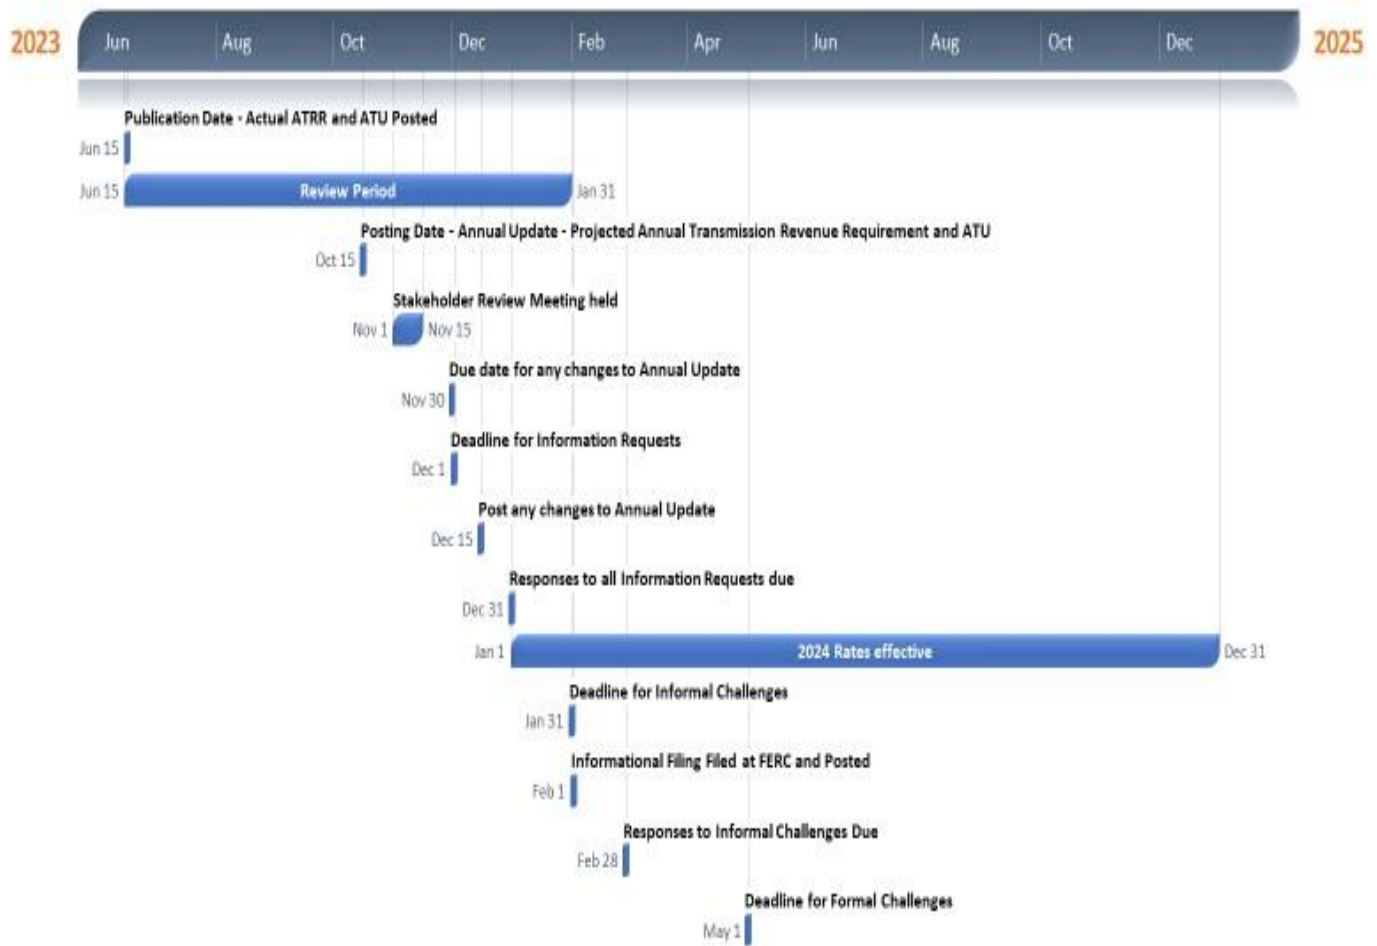 2023 Jun Aug Oct Dec Feb Apr Jun Aug Oct Dec 2025
Publication Date - Actual ATRR and ATU Posted
Jun 15
Jun 15 Review Period Jan 31
Posting Date - Annual Update - Projected Annual Transmission Revenue Requirement and ATU
Oct 15
Stakeholder Review Meeting held
Nov 1 Nov 15
Due date for any changes to Annual Update
Nov 30
Deadline for Information Requests
Dec 1
Post any changes to Annual Update
Dec 15
Responses to all Information Requests due
Dec 31
Jan 1 2024 Rates effective Dec 31
Deadline for Informal Challenges
Jan 31
Informational Filing Filed at FERC and Posted
Feb 1
Responses to Informal Challenges Due
Feb 28
Deadline for Formal Challenges
May 1